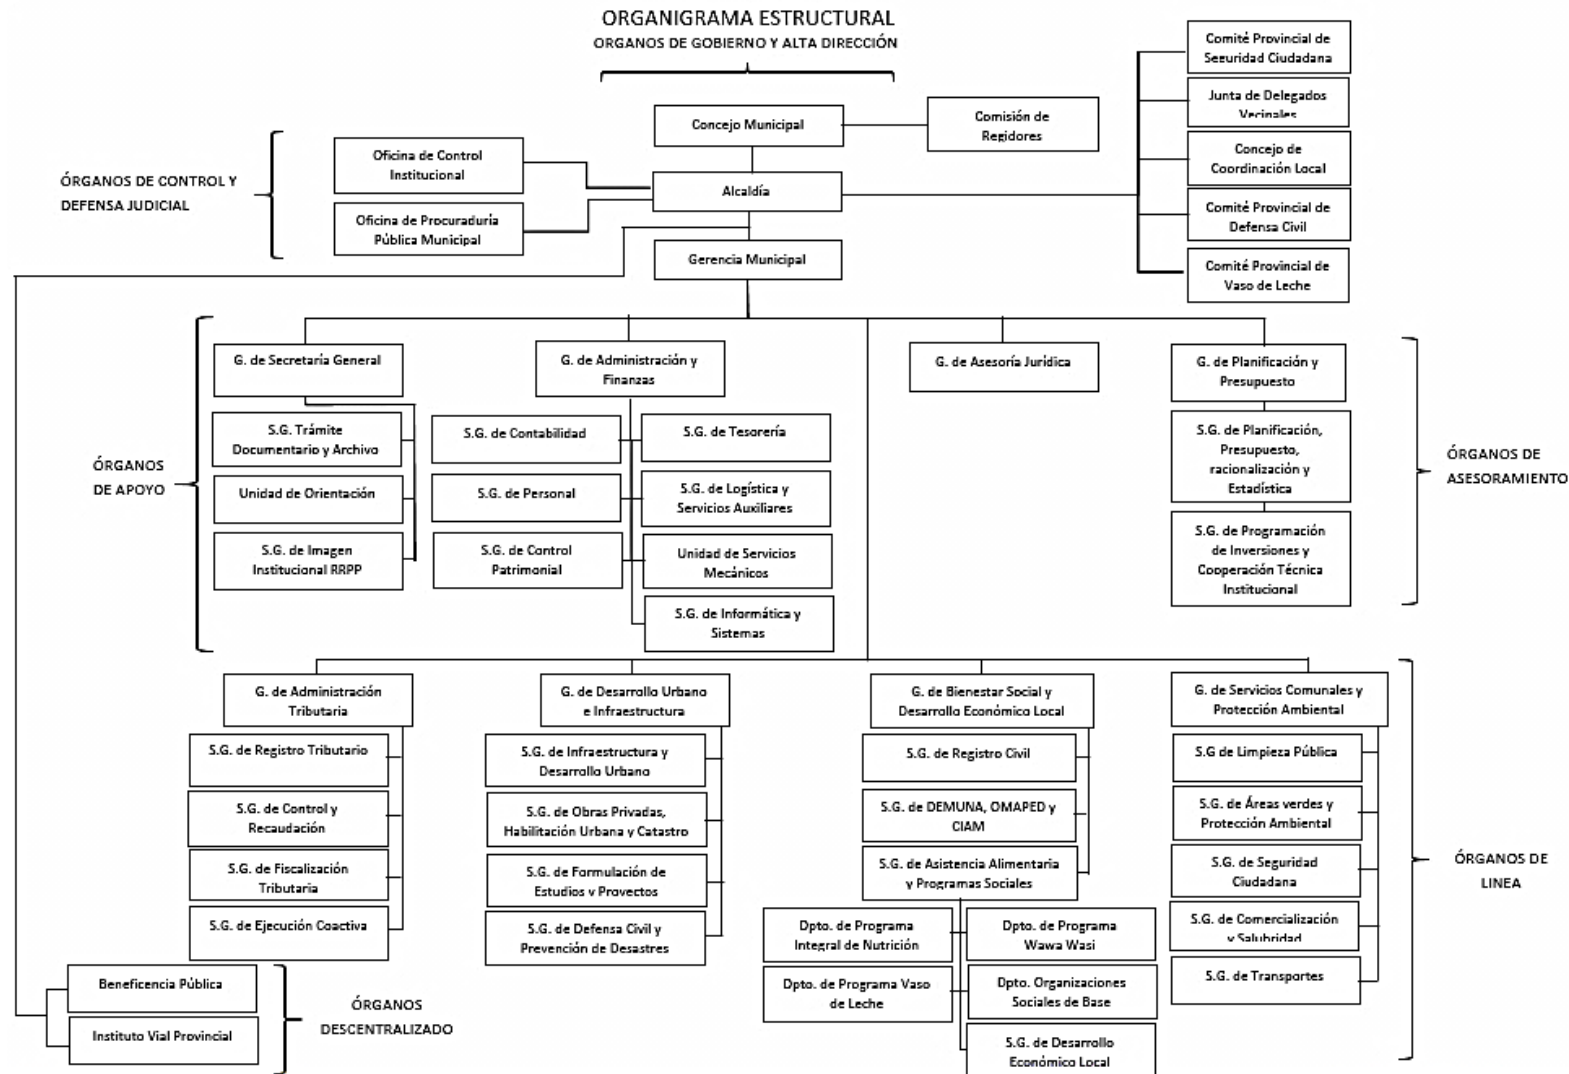 ORGANIGRAMA ESTRUCTURAL
ORGANOS DE GOBIERNO Y ALTA DIRECCIÓN
Concejo Municipal
Comisión de
Regidores
Comité Provincial de
Seguridad Ciudadana
Junta de Delegados
Vecinales
Concejo de
Coordinación Local
Comité Provincial de
Defensa Civil
Comité Provincial de
Vaso de Leche
ÓRGANOS DE CONTROL Y
DEFENSA JUDICIAL
Oficina de Control
Institucional
Oficina de Procuraduría
Pública Municipal
Alcaldía
Gerencia Municipal
ÓRGANOS
DE APOYO
G. de Secretaría General
S.G. Trámite
Documentario y Archivo
Unidad de Orientación
S.G. de Imagen
Institucional RRPP
G. de Administración y
Finanzas
S.G. de Contabilidad
S.G. de Tesorería
S.G. de Personal
S.G. de Logística y
Servicios Auxiliares
S.G. de Control
Patrimonial
Unidad de Servicios
Mecánicos
S.G. de Informática y
Sistemas
G. de Asesoría Jurídica
G. de Planificación y
Presupuesto
S.G. de Planificación,
Presupuesto,
racionalización y
Estadística
S.G. de Programación
de Inversiones y
Cooperación Técnica
Institucional
ÓRGANOS DE
ASESORAMIENTO
G. de Administración
Tributaria
S.G. de Registro Tributario
S.G. de Control y
Recaudación
S.G. de Fiscalización
Tributaria
S.G. de Ejecución Coactiva
G. de Desarrollo Urbano
e Infraestructura
S.G. de Infraestructura y
Desarrollo Urbano
S.G. de Obras Privadas,
Habilitación Urbana y Catastro
S.G. de Formulación de
Estudios y Proyectos
S.G. de Defensa Civil y
Prevención de Desastres
G. de Bienestar Social y
Desarrollo Económico Local
S.G. de Registro Civil
S.G. de DEMUNA, OMAPED y
CIAM
S.G. de Asistencia Alimentaria
y Programas Sociales
Dpto. de Programa
Integral de Nutrición
Dpto. de Programa
Wawa Wasi
Dpto. de Programa Vaso
de Leche
Dpto. Organizaciones
Sociales de Base
S.G. de Desarrollo
Económico Local
G. de Servicios Comunales y
Protección Ambiental
S.G de Limpieza Pública
S.G. de Áreas verdes y
Protección Ambiental
S.G. de Seguridad
Ciudadana
S.G. de Comercialización
y Salubridad
S.G. de Transportes
ÓRGANOS DE
LINEA
Beneficencia Pública
Instituto Vial Provincial
ÓRGANOS
DESCENTRALIZADO